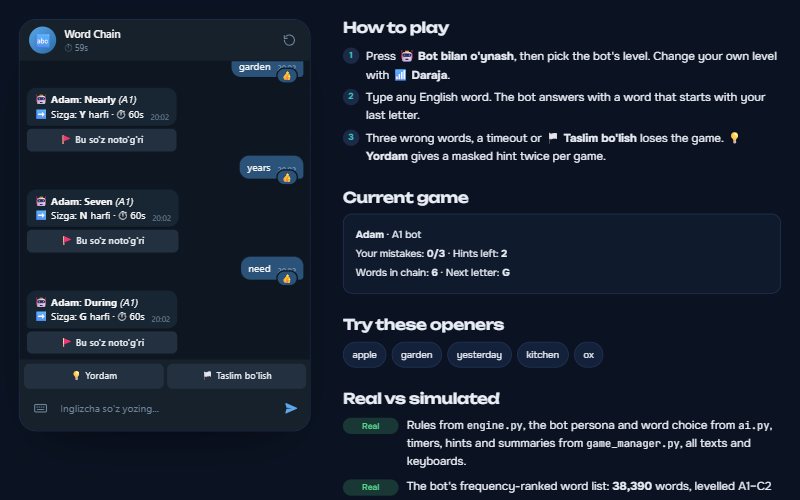 Word Chain
59s
garden
Adam: Nearly (A1)
Sizga: Y harfi · 60s 20:02
Bu so'z noto'g'ri
years
Adam: Seven (A1)
Sizga: N harfi · 60s 20:02
Bu so'z noto'g'ri
need
Adam: During (A1)
Sizga: G harfi · 60s 20:02
Bu so'z noto'g'ri
Yordam
Taslim bo'lish
Inglizcha so'z yozing...
How to play
1 Press Bot bilan o'ynash, then pick the bot's level. Change your own level
with Daraja.
2 Type any English word. The bot answers with a word that starts with your
last letter.
3 Three wrong words, a timeout or Taslim bo'lish loses the game.
Yordam gives a masked hint twice per game.
Current game
Adam · A1 bot
Your mistakes: 0/3 · Hints left: 2
Words in chain: 6 · Next letter: G
Try these openers
apple garden yesterday kitchen ox
Real vs simulated
Real Rules from engine.py, the bot persona and word choice from ai.py,
timers, hints and summaries from game_manager.py, all texts and
keyboards.
Real The bot's frequency-ranked word list: 38,390 words, levelled A1–C2